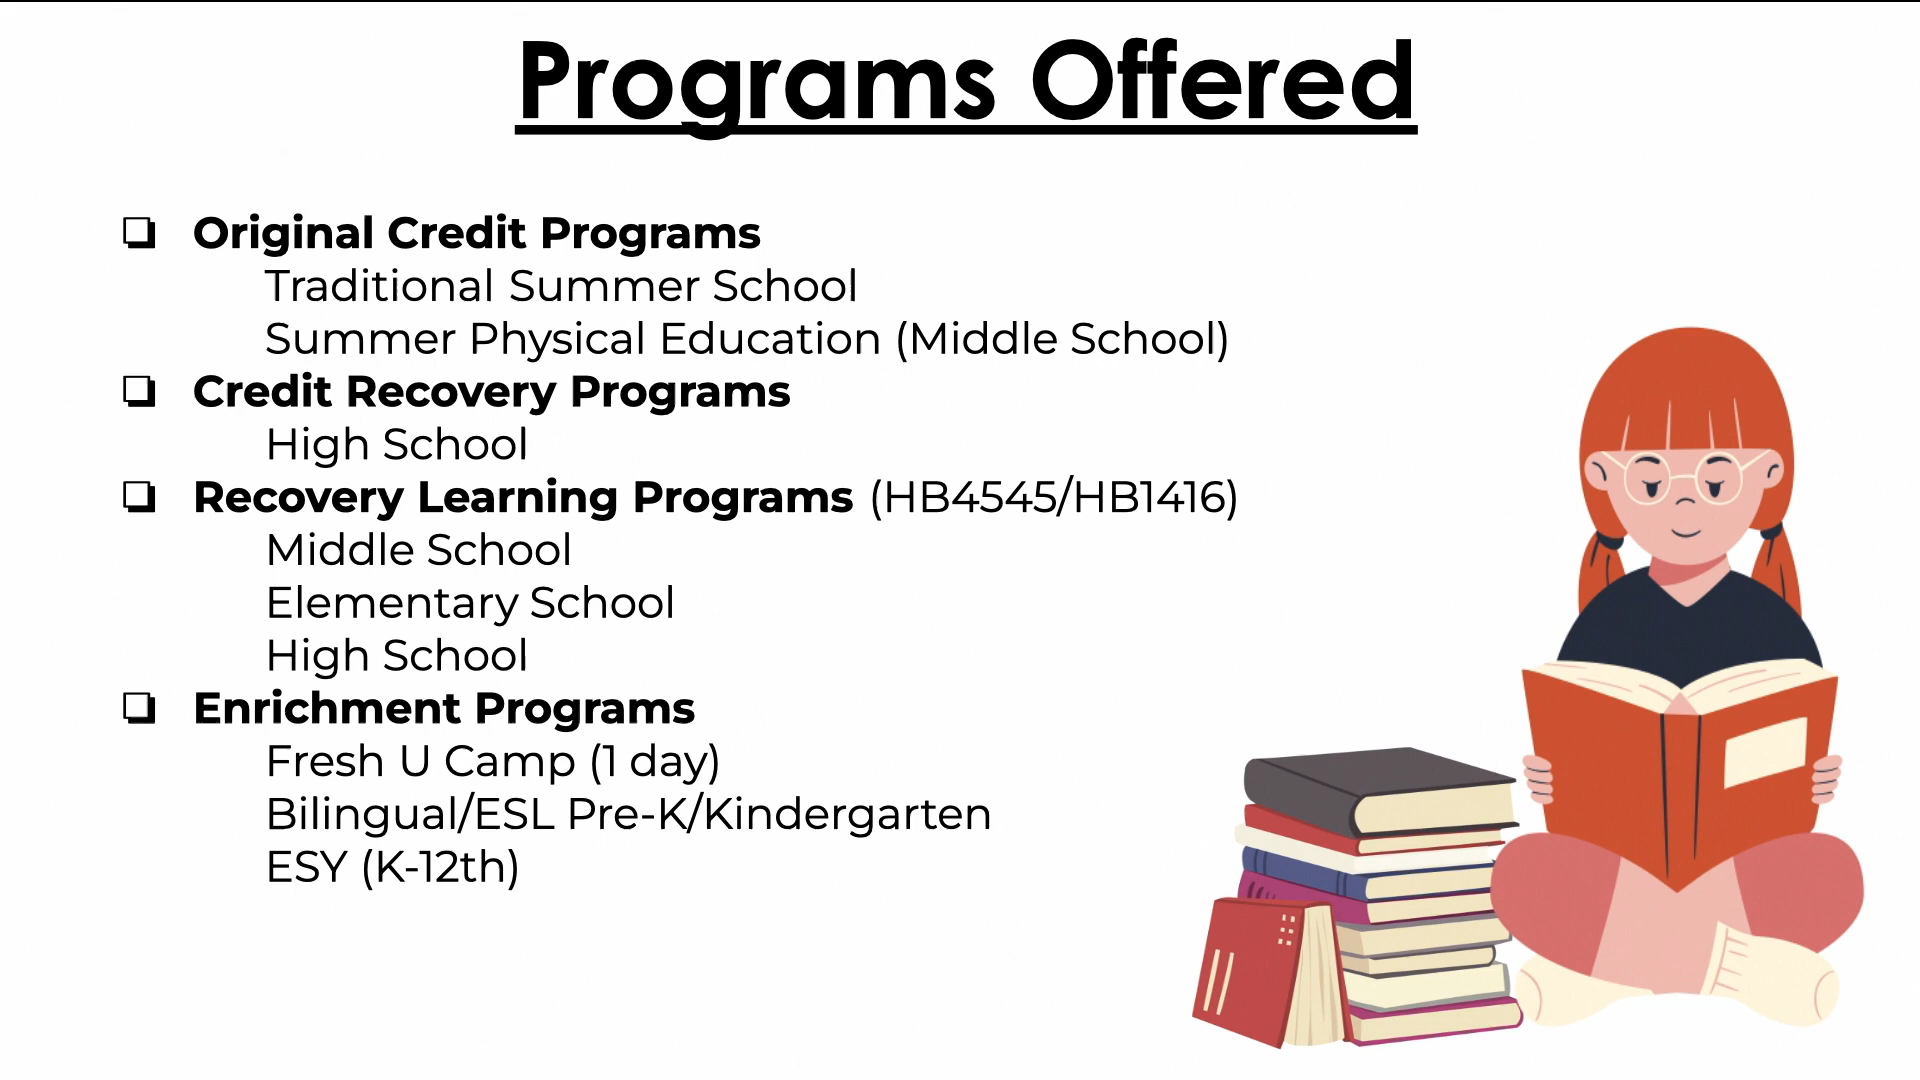 Programs Offered
❏ Original Credit Programs
Traditional Summer School
Summer Physical Education (Middle School)
❏ Credit Recovery Programs
High School
❏ Recovery Learning Programs (HB4545/HB1416)
Middle School
Elementary School
High School
❏ Enrichment Programs
Fresh U Camp (1 day)
Bilingual/ESL Pre-K/Kindergarten
ESY (K-12th)